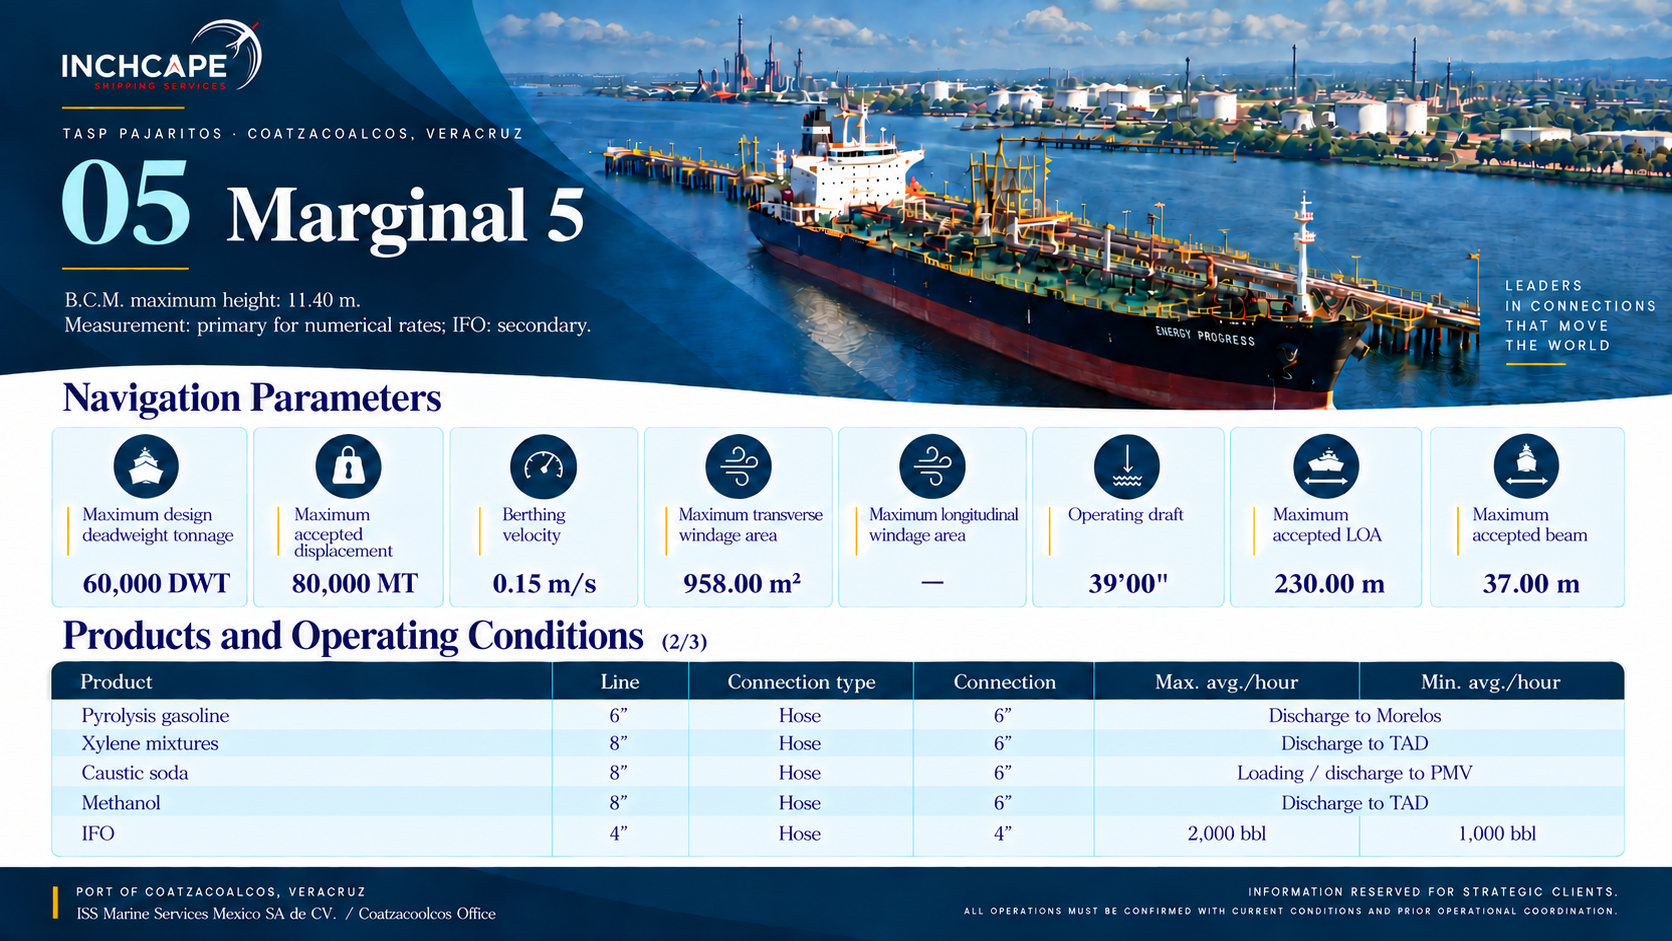 INCHCAPE
SHIPPING SERVICES
TASP PAJARITOS · COATZACOALCOS, VERACRUZ
05 Marginal 5
B.C.M. maximum height: 11.40 m.
Measurement: primary for numerical rates; IFO: secondary.
ENERGY PROGRESS
LEADERS
IN CONNECTIONS
THAT MOVE
THE WORLD
Navigation Parameters
Maximum design
deadweight tonnage
60,000 DWT
Maximum
accepted
displacement
80,000 MT
Berthing
velocity
0.15 m/s
Maximum transverse
windage area
958.00 m²
Maximum longitudinal
windage area
—
Operating draft
39’00"
Maximum
accepted LOA
230.00 m
Maximum
accepted beam
37.00 m
Products and Operating Conditions (2/3)
Product Line Connection type Connection Max. avg./hour Min. avg./hour
Pyrolysis gasoline 6” Hose 6” Discharge to Morelos
Xylene mixtures 8” Hose 6” Discharge to TAD
Caustic soda 8” Hose 6” Loading / discharge to PMV
Methanol 8” Hose 6” Discharge to TAD
IFO 4” Hose 4” 2,000 bbl 1,000 bbl
PORT OF COATZACOALCOS, VERACRUZ
ISS Marine Services Mexico SA de CV. / Coatzacoolcos Office
INFORMATION RESERVED FOR STRATEGIC CLIENTS.
ALL OPERATIONS MUST BE CONFIRMED WITH CURRENT CONDITIONS AND PRIOR OPERATIONAL COORDINATION.